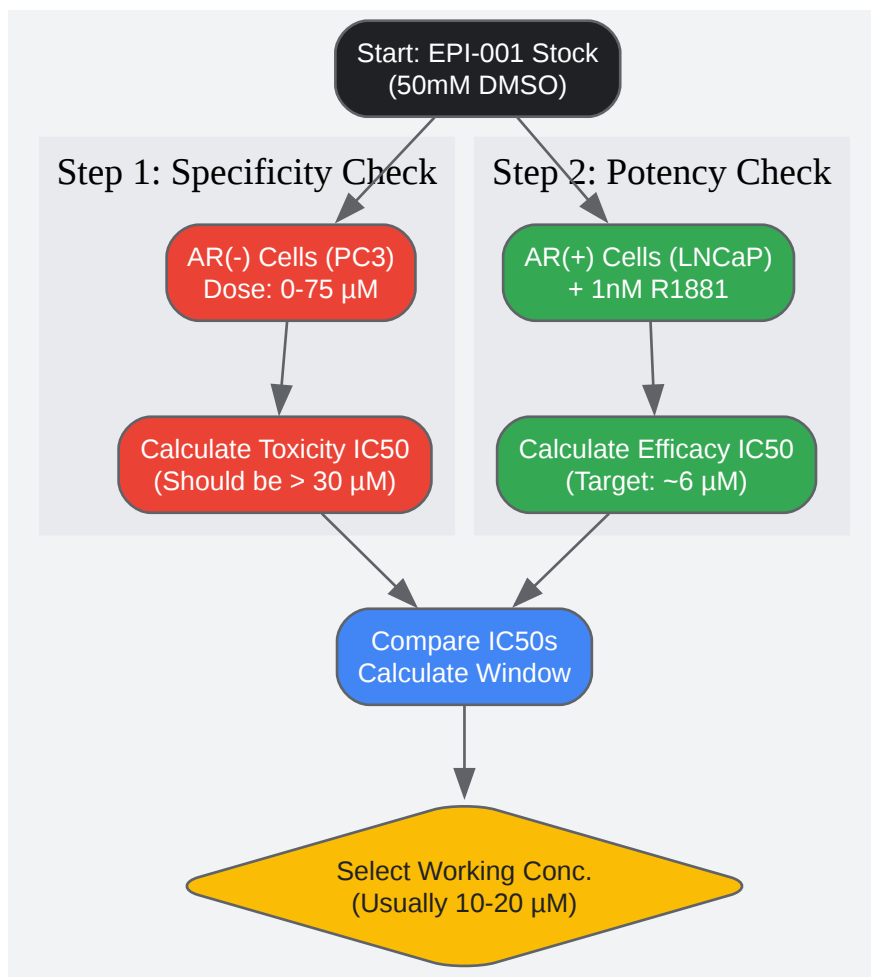 Start: EPI-001 Stock
(50mM DMSO)
Step 1: Specificity Check
Step 2: Potency Check
AR(-) Cells (PC3)
Dose: 0-75 µM
AR(+) Cells (LNCaP)
+ 1nM R1881
Calculate Toxicity IC50
(Should be > 30 µM)
Calculate Efficacy IC50
(Target: ~6 µM)
Compare IC50s
Calculate Window
Select Working Conc.
(Usually 10-20 µM)